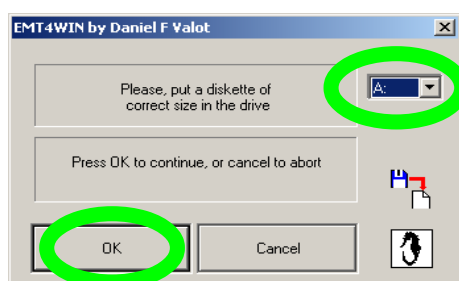 EMT4WIN by Daniel F Valot
Please, put a diskette of
correct size in the drive
A:
Press OK to continue, or cancel to abort
OK
Cancel